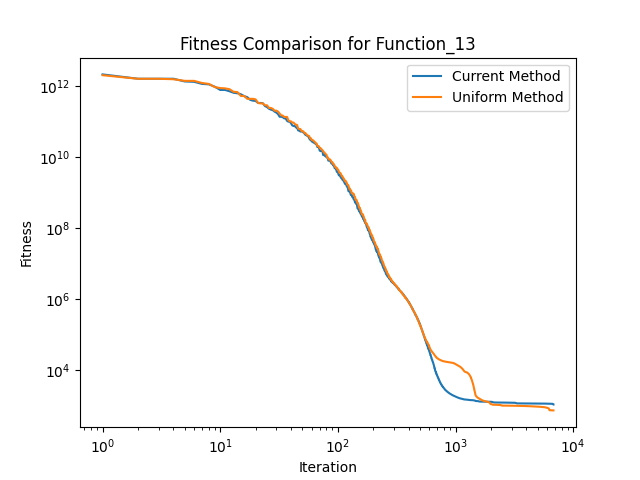 Fitness Comparison for Function_13
Current Method
Uniform Method
Fitness
10¹²
10¹⁰
10⁸
10⁶
10⁴
10⁰
10¹
10²
10³
10⁴
Iteration